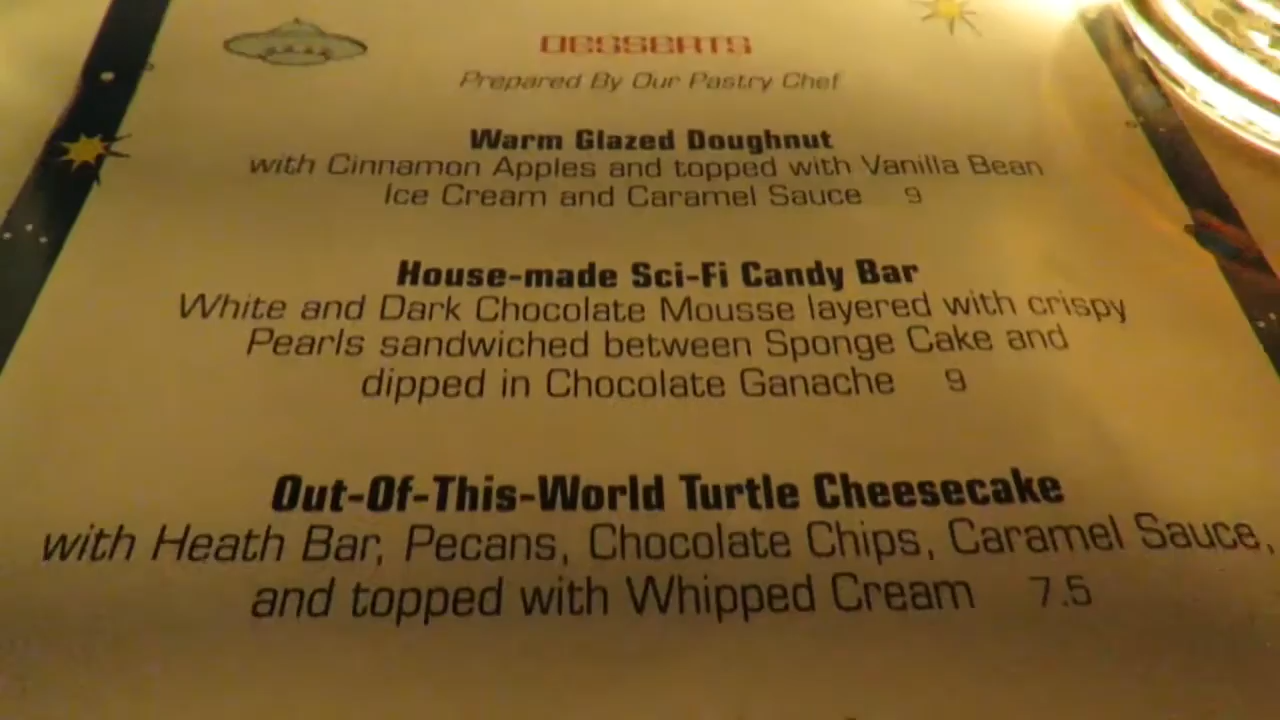 DESSERTS
Prepared By Our Pastry Chef
Warm Glazed Doughnut
with Cinnamon Apples and topped with Vanilla Bean
Ice Cream and Caramel Sauce 9
House-made Sci-Fi Candy Bar
White and Dark Chocolate Mousse layered with crispy
Pearls sandwiched between Sponge Cake and
dipped in Chocolate Ganache 9
Out-Of-This-World Turtle Cheesecake
with Heath Bar, Pecans, Chocolate Chips, Caramel Sauce,
and topped with Whipped Cream 7.5